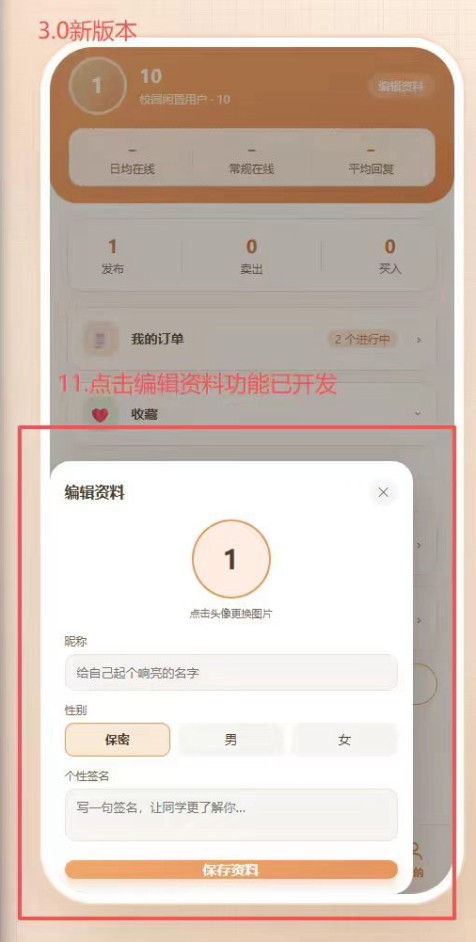 3.0新版本
1
10
校园闲置用户 - 10
编辑资料
- - -
日均在线 常规在线 平均回复
1 0 0
发布 卖出 买入
我的订单 2 个进行中
11.点击编辑资料功能已开发
收藏
编辑资料
1
点击头像更换图片
昵称
给自己起个响亮的名字
性别
保密 男 女
个性签名
写一句签名，让同学更了解你...
保存资料